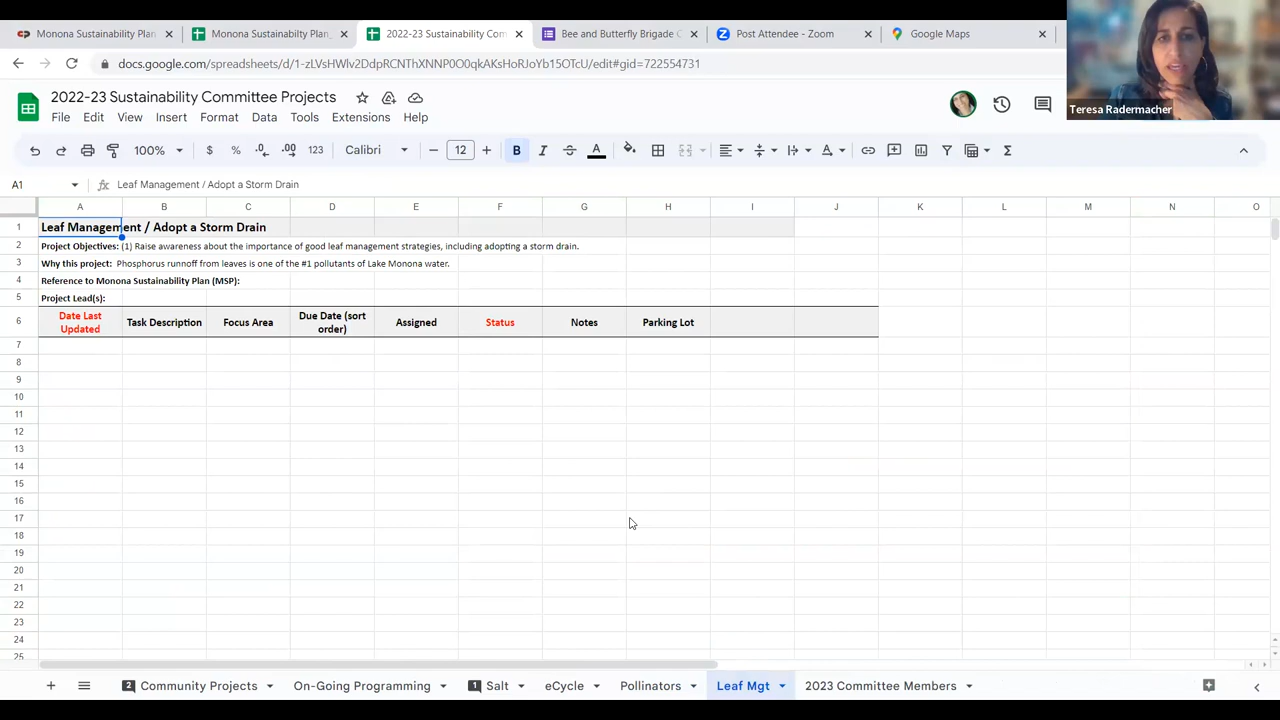 Monona Sustainability Plan
Monona Sustainabilty Plan_
2022-23 Sustainability Com
Bee and Butterfly Brigade C
Post Attendee - Zoom
Google Maps
docs.google.com/spreadsheets/d/1-zLVsHWlv2DdpRCNThXNNP0O0qkAKsHoRJoYb15OTcU/edit#gid=722554731
2022-23 Sustainability Committee Projects
Teresa Radermacher
File Edit View Insert Format Data Tools Extensions Help
100% $ % .0 .00 123 Calibri 12 B I S A A Σ
A1 fx Leaf Management / Adopt a Storm Drain
A B C D E F G H I J K L M N O
1 Leaf Management / Adopt a Storm Drain
2 Project Objectives: (1) Raise awareness about the importance of good leaf management strategies, including adopting a storm drain.
3 Why this project: Phosphorus runnoff from leaves is one of the #1 pollutants of Lake Monona water.
4 Reference to Monona Sustainability Plan (MSP):
5 Project Lead(s):
6 Date Last Updated Task Description Focus Area Due Date (sort order) Assigned Status Notes Parking Lot
7
8
9
10
11
12
13
14
15
16
17
18
19
20
21
22
23
24
25
2 Community Projects On-Going Programming 1 Salt eCycle Pollinators Leaf Mgt 2023 Committee Members